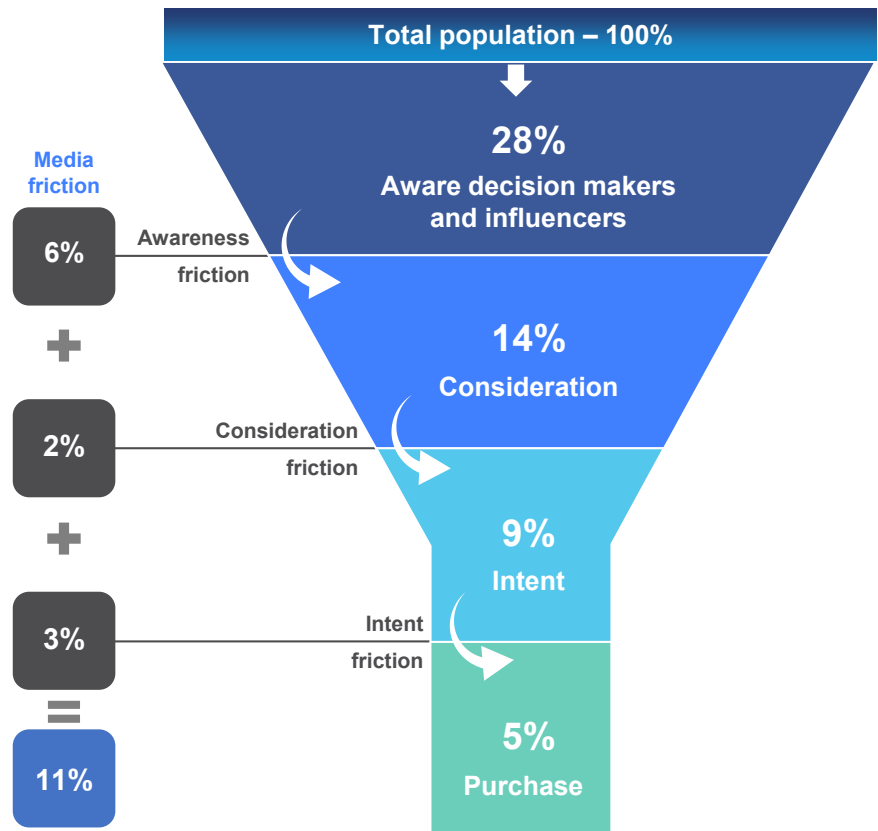 Total population – 100%
28%
Aware decision makers
and influencers
Media
friction
6%
Awareness
friction
14%
Consideration
2%
Consideration
friction
9%
Intent
3%
Intent
friction
5%
Purchase
11%